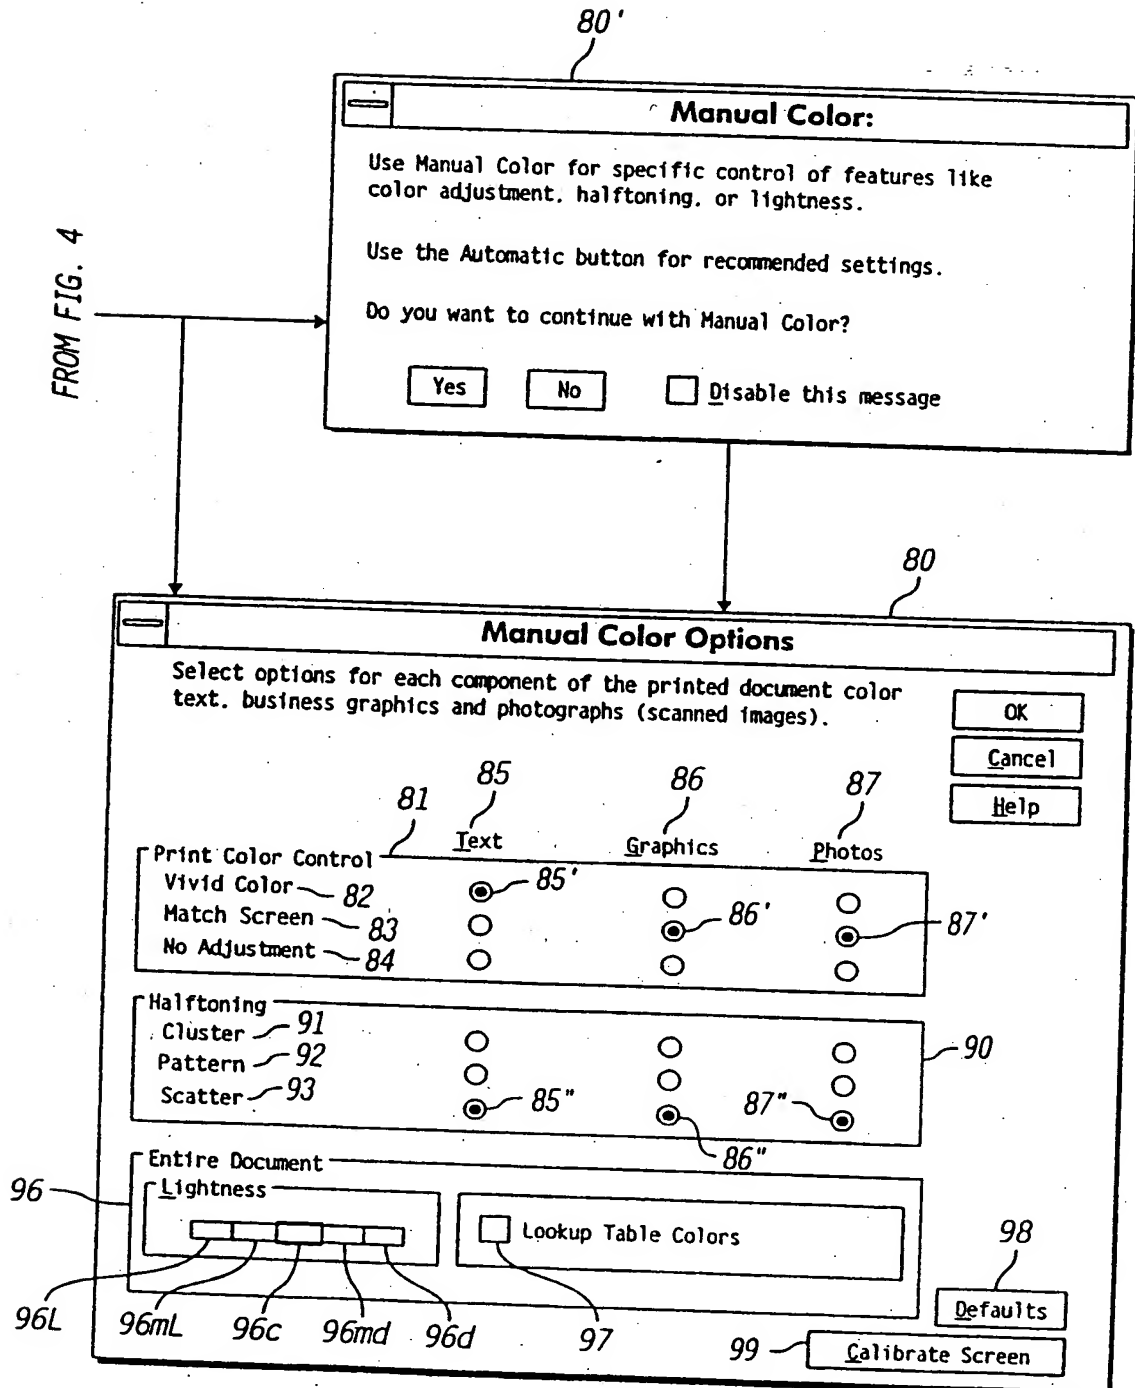 80'
Manual Color:
Use Manual Color for specific control of features like
color adjustment. halftoning. or lightness.
Use the Automatic button for recommended settings.
Do you want to continue with Manual Color?
Yes No Disable this message
FROM FIG. 4
80
Manual Color Options
Select options for each component of the printed document color
text. business graphics and photographs (scanned images).
OK
Cancel
Help
81 85 86 87
Text Graphics Photos
Print Color Control
Vivid Color 82 85'
Match Screen 83 86' 87'
No Adjustment 84
Halftoning
Cluster 91
Pattern 92 90
Scatter 93 85" 86" 87"
Entire Document
96 Lightness
Lookup Table Colors
96L 96mL 96c 96md 96d 97
98
Defaults
99 Calibrate Screen